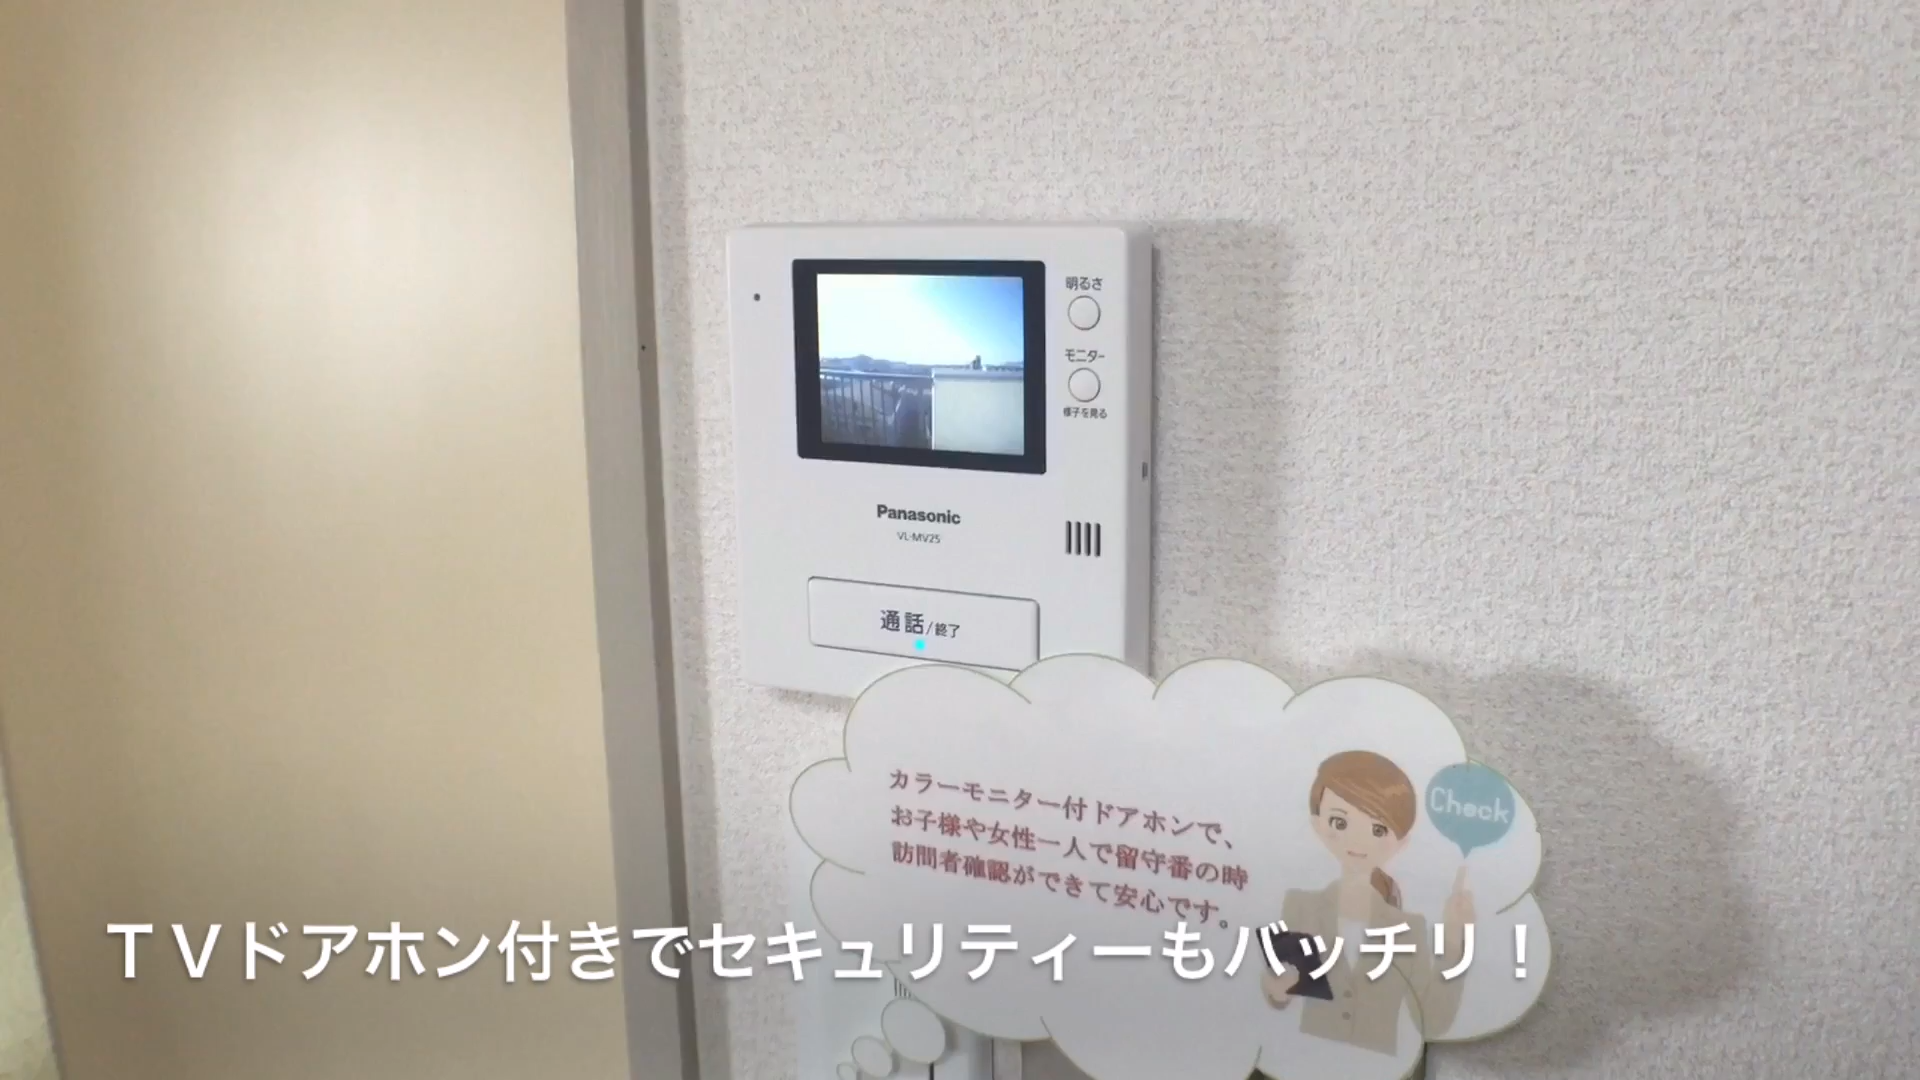 明るさ
モニター
様子を見る
Panasonic
VL-MV25
通話/終了
カラーモニター付ドアホンで、
お子様や女性一人で留守番の時
訪問者確認ができて安心です。
Check
ＴＶドアホン付きでセキュリティーもバッチリ！